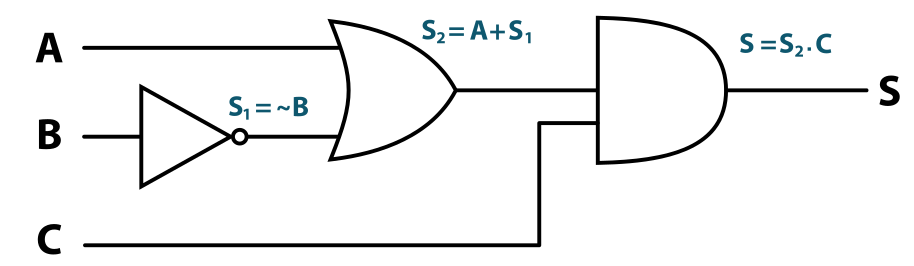 A
S₂ = A + S₁
S = S₂ . C
S
S₁ = ~B
B
C